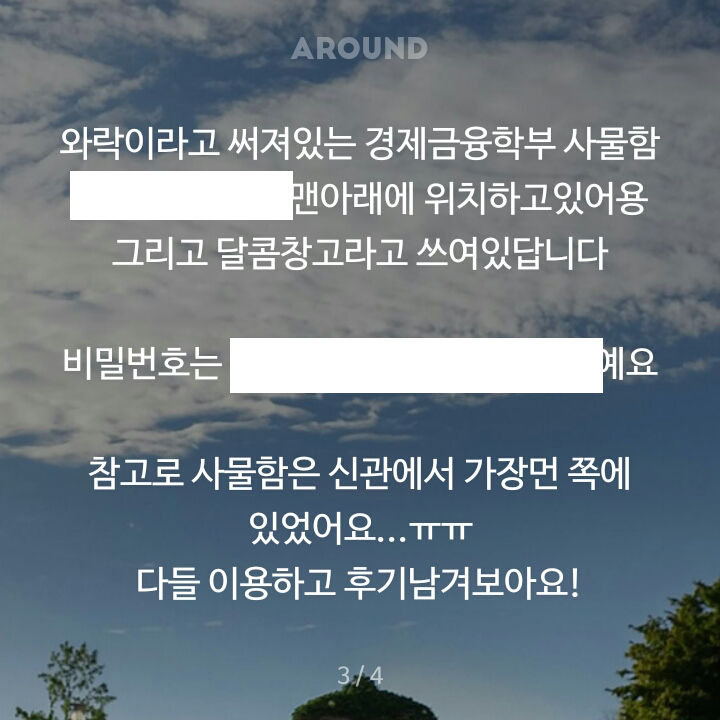 AROUND
와락이라고 써져있는 경제금융학부 사물함
맨아래에 위치하고있어용
그리고 달콤창고라고 쓰여있답니다
비밀번호는 예요
참고로 사물함은 신관에서 가장먼 쪽에
있었어요...ㅠㅠ
다들 이용하고 후기남겨보아요!
3/4